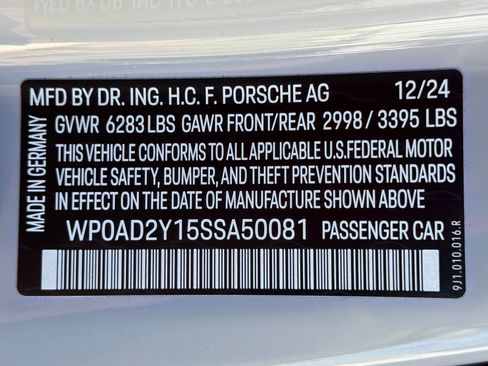 MFD BY DR. ING. H.C. F. PORSCHE AG 12/24
GVWR 6283 LBS GAWR FRONT/REAR 2998 / 3395 LBS
THIS VEHICLE CONFORMS TO ALL APPLICABLE U.S.FEDERAL MOTOR
VEHICLE SAFETY, BUMPER, AND THEFT PREVENTION STANDARDS
IN EFFECT ON THE DATE OF MANUFACTURE SHOWN ABOVE.
WP0AD2Y15SSA50081 PASSENGER CAR
MADE IN GERMANY
9J1.010.016.R